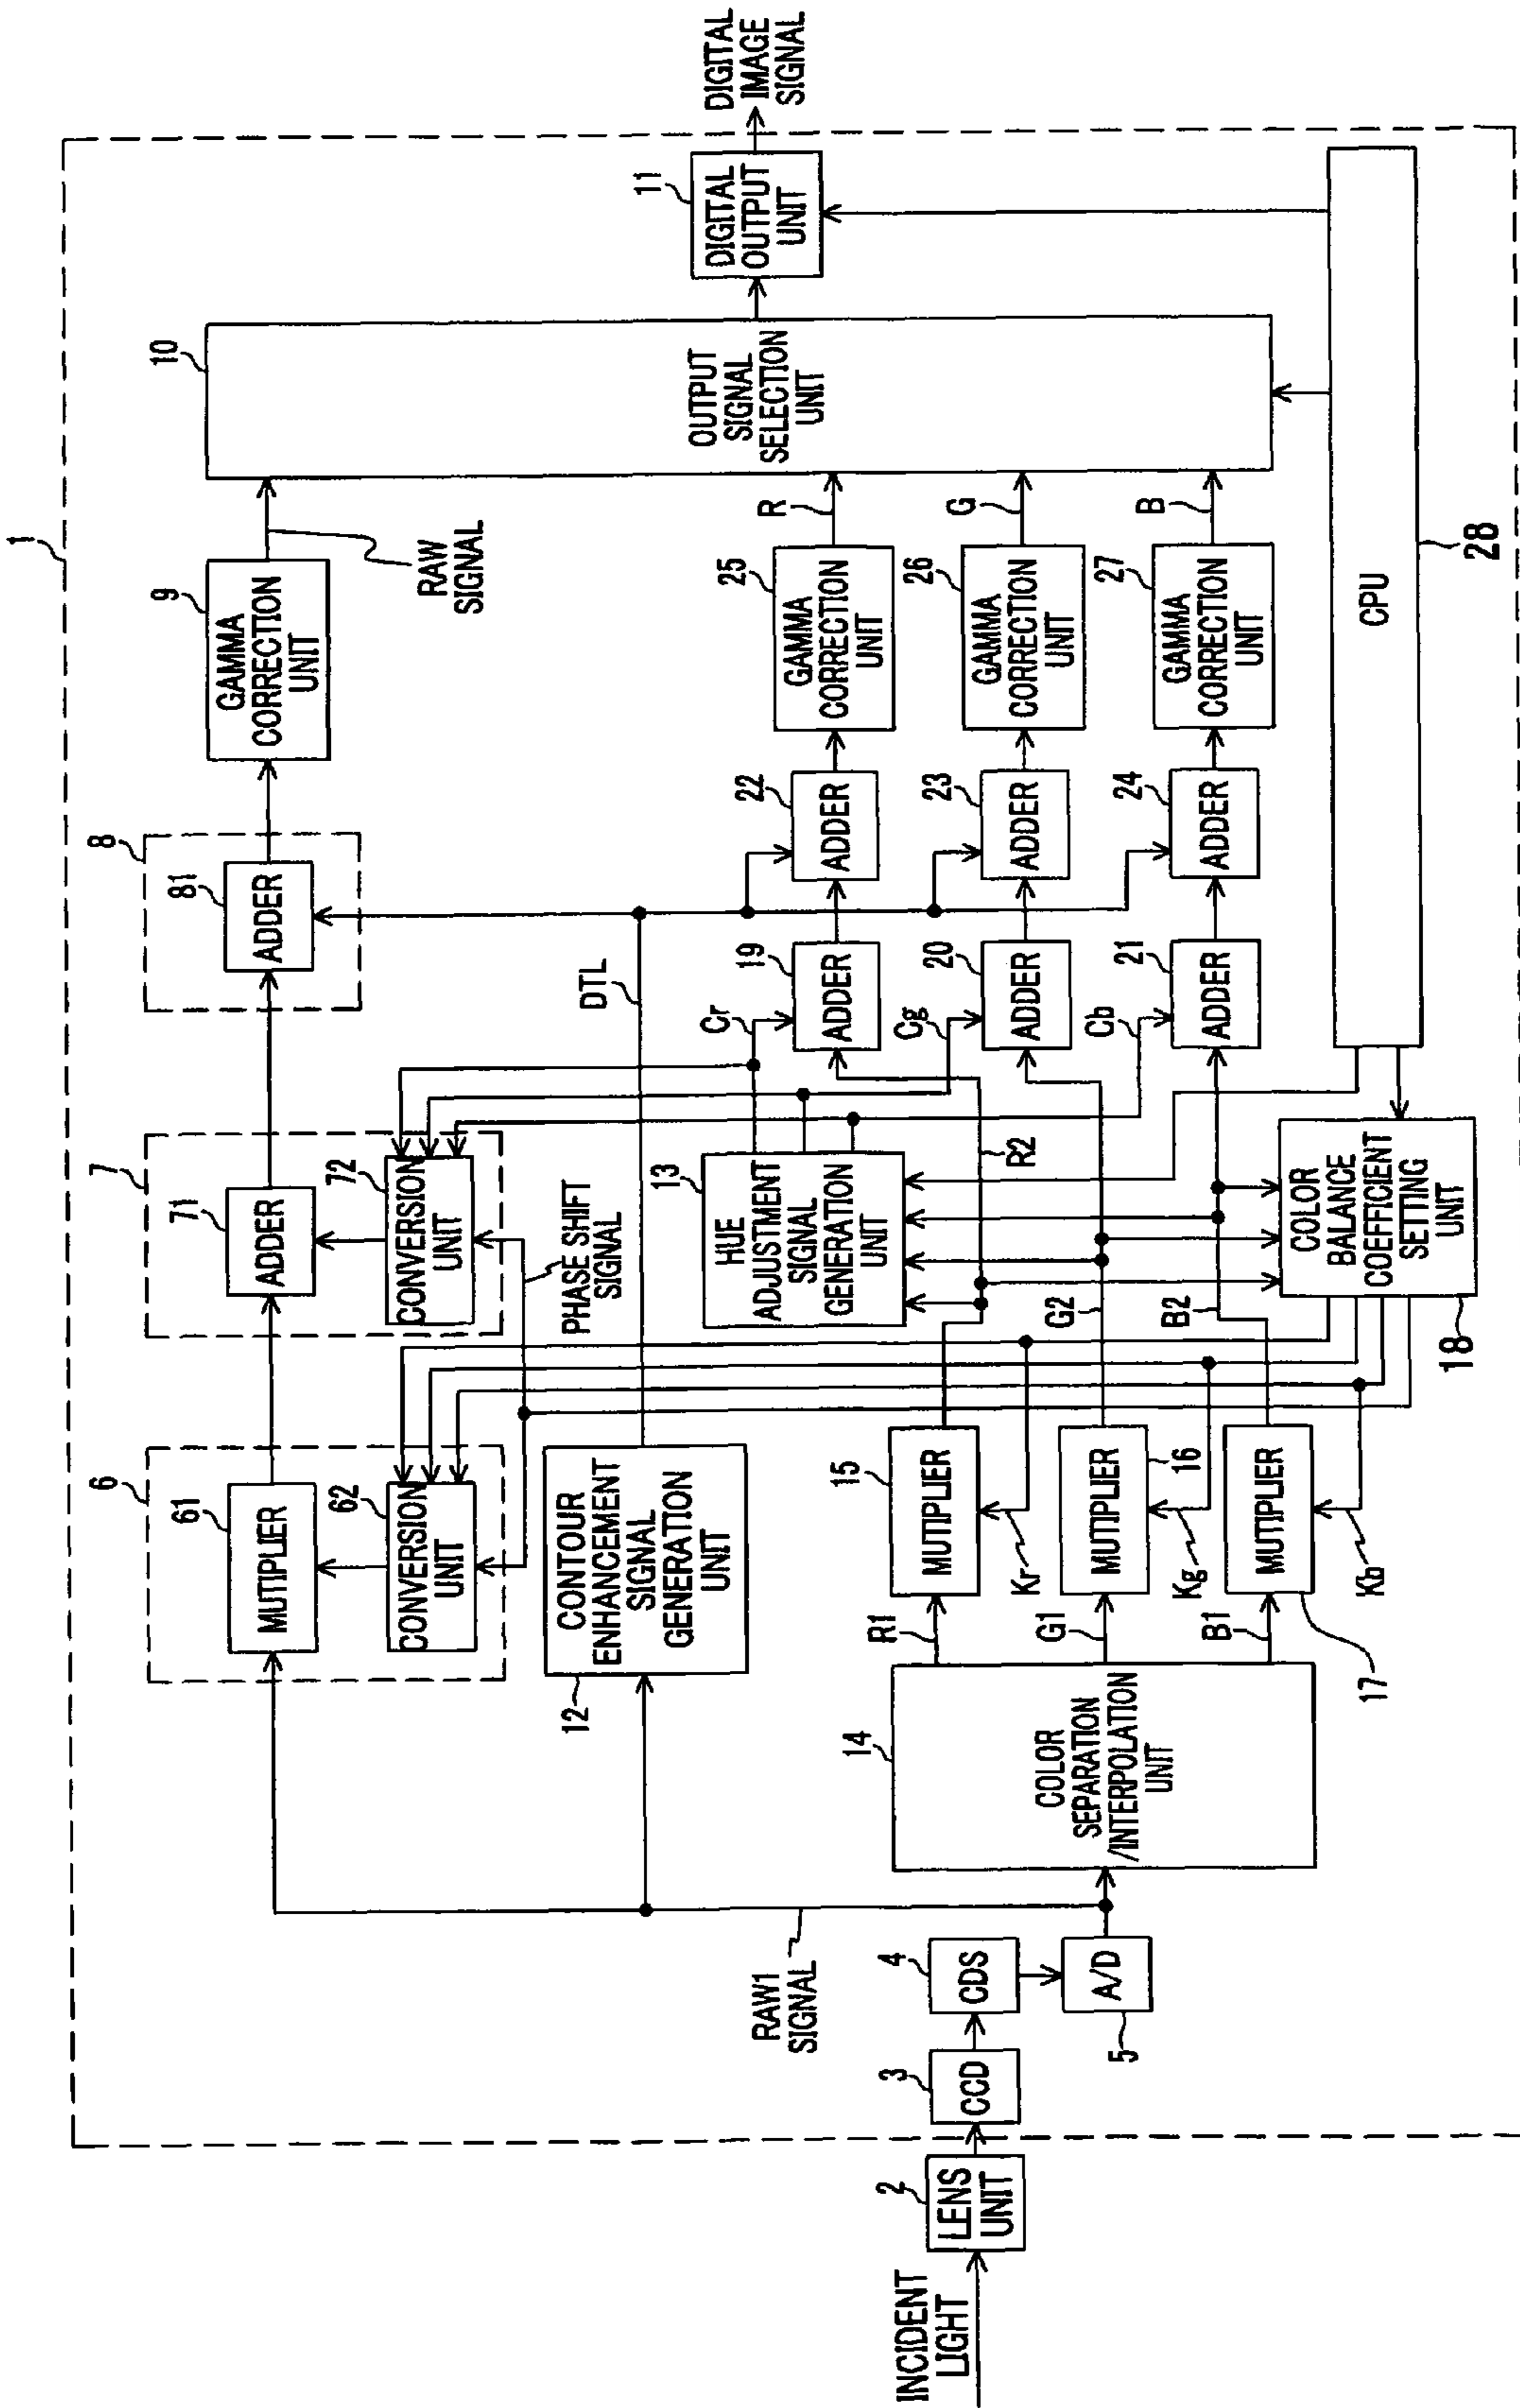 1
INCIDENT
LIGHT
2
LENS
UNIT
3
CCD
4
CDS
5
A/D
RAW1
SIGNAL
6
61
MUTIPLIER
62
CONVERSION
UNIT
7
71
ADDER
72
CONVERSION
UNIT
PHASE SHIFT
SIGNAL
8
81
ADDER
9
GAMMA
CORRECTION
UNIT
RAW
SIGNAL
10
OUTPUT
SIGNAL
SELECTION
UNIT
11
DIGITAL
OUTPUT
UNIT
DIGITAL
IMAGE
SIGNAL
12
CONTOUR
ENHANCEMENT
SIGNAL
GENERATION
UNIT
DTL
13
HUE
ADJUSTMENT
SIGNAL
GENERATION
UNIT
Cr
Cg
Cb
14
COLOR
SEPARATION
/INTERPOLATION
UNIT
R1
G1
B1
15
MUTIPLIER
Kr
16
MUTIPLIER
Kg
17
MUTIPLIER
Kb
R2
G2
B2
18
COLOR
BALANCE
COEFFICIENT
SETTING
UNIT
19
ADDER
20
ADDER
21
ADDER
22
ADDER
23
ADDER
24
ADDER
25
GAMMA
CORRECTION
UNIT
26
GAMMA
CORRECTION
UNIT
27
GAMMA
CORRECTION
UNIT
R
G
B
CPU
28